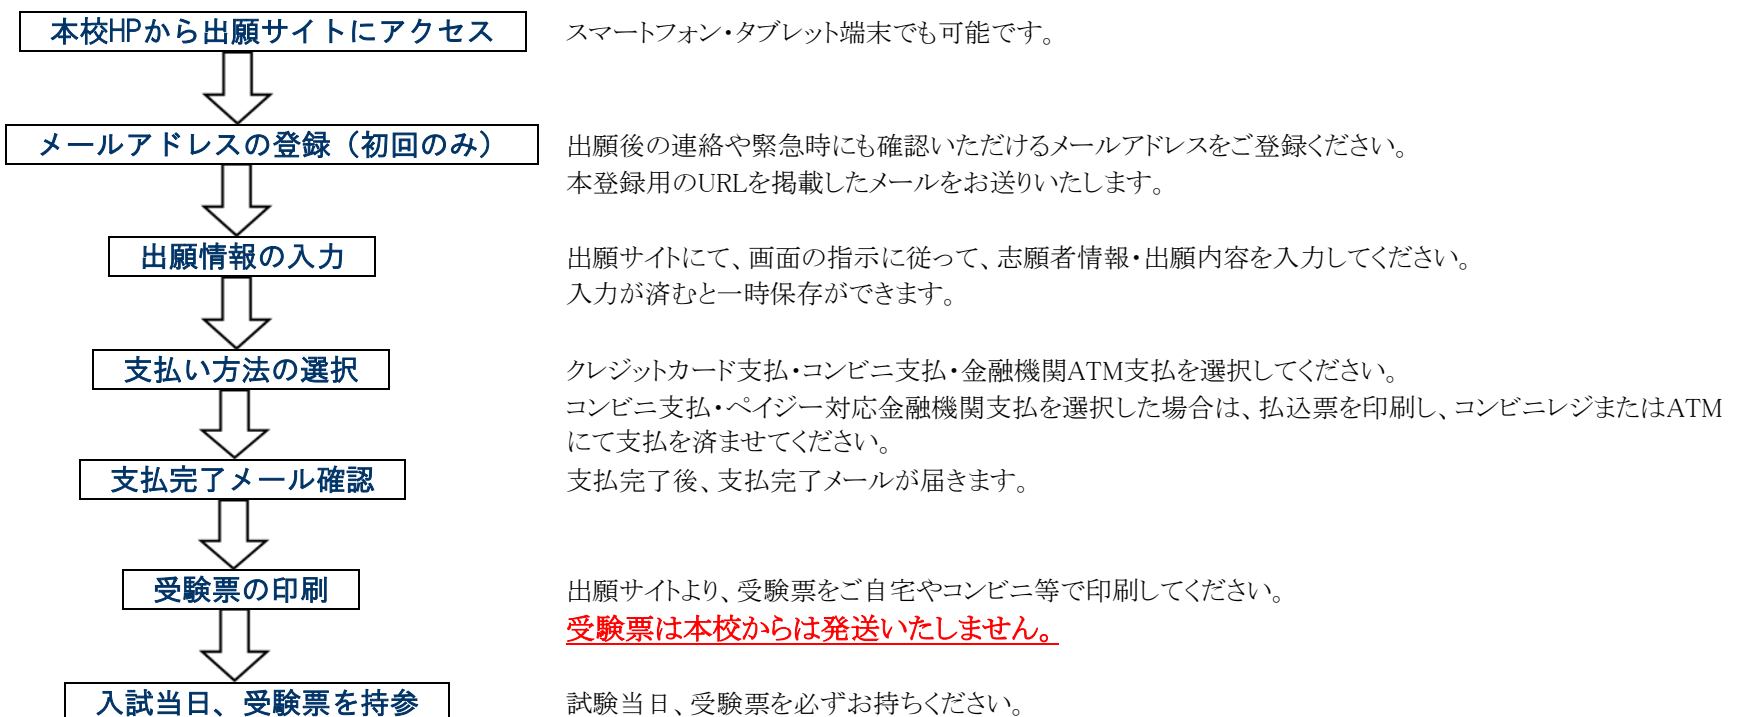 本校HPから出願サイトにアクセス
スマートフォン・タブレット端末でも可能です。
メールアドレスの登録（初回のみ）
出願後の連絡や緊急時にも確認いただけるメールアドレスをご登録ください。
本登録用のURLを掲載したメールをお送りいたします。
出願情報の入力
出願サイトにて、画面の指示に従って、志願者情報・出願内容を入力してください。
入力が済むと一時保存ができます。
支払い方法の選択
クレジットカード支払・コンビニ支払・金融機関ATM支払を選択してください。
コンビニ支払・ペイジー対応金融機関支払を選択した場合は、払込票を印刷し、コンビニレジまたはATM
にて支払を済ませてください。
支払完了メール確認
支払完了後、支払完了メールが届きます。
受験票の印刷
出願サイトより、受験票をご自宅やコンビニ等で印刷してください。
受験票は本校からは発送いたしません。
入試当日、受験票を持参
試験当日、受験票を必ずお持ちください。